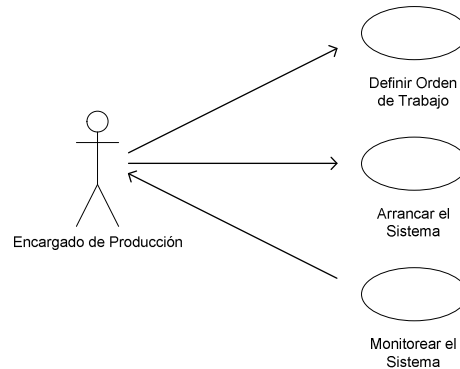 Definir Orden
de Trabajo
Arrancar el
Sistema
Encargado de Producción
Monitorear el
Sistema